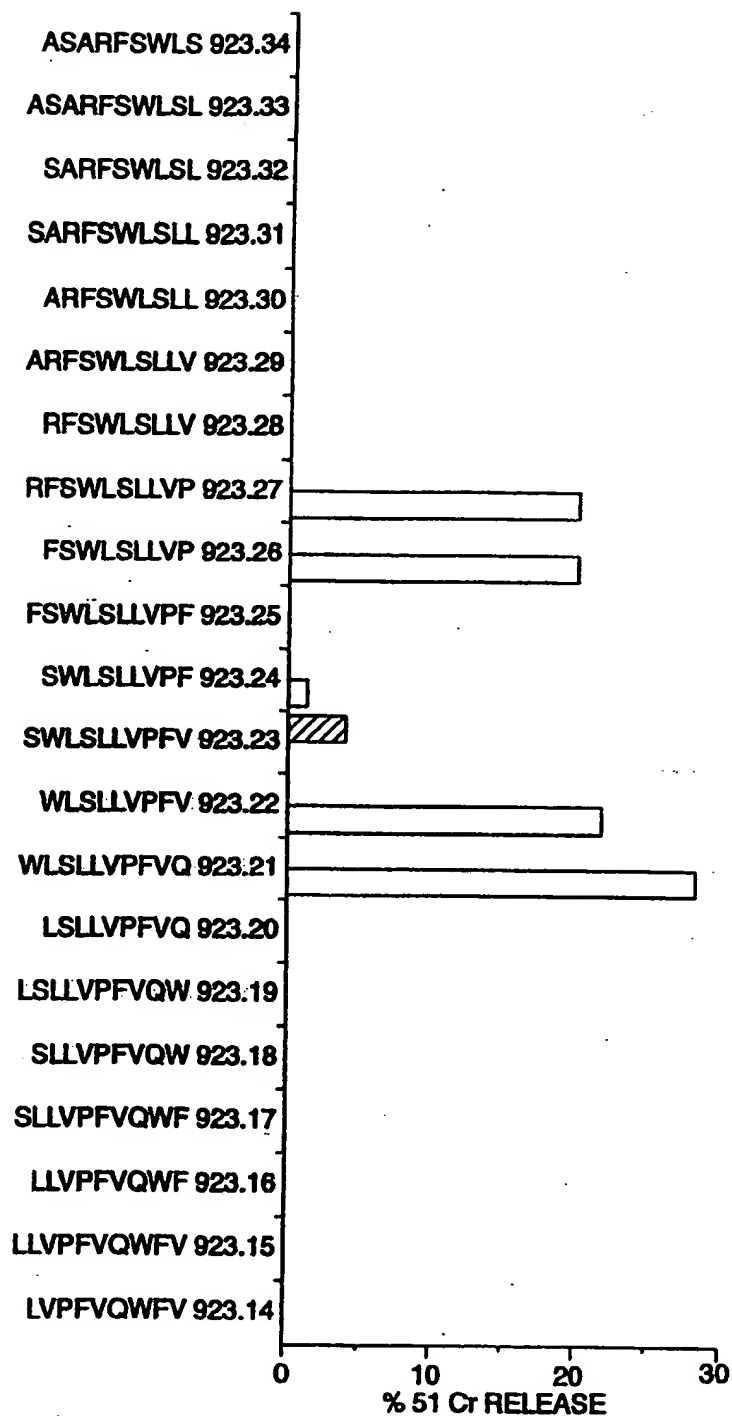 ASARFSWLS 923.34
ASARFSWLSL 923.33
SARFSWLSL 923.32
SARFSWLSLL 923.31
ARFSWLSLL 923.30
ARFSWLSLLV 923.29
RFSWLSLLV 923.28
RFSWLSLLVP 923.27
FSWLSLLVP 923.26
FSWLSLLVPF 923.25
SWLSLLVPF 923.24
SWLSLLVPFV 923.23
WLSLLVPFV 923.22
WLSLLVPFVQ 923.21
LSLLVPFVQ 923.20
LSLLVPFVQW 923.19
SLLVPFVQW 923.18
SLLVPFVQWF 923.17
LLVPFVQWF 923.16
LLVPFVQWFV 923.15
LVPFVQWFV 923.14
0 10 20 30
% 51 Cr RELEASE